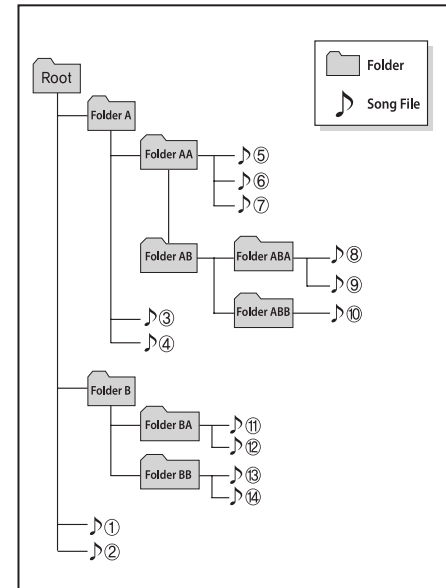 Root
Folder
Song File
Folder A
Folder AA
⑤
⑥
⑦
Folder AB
Folder ABA
⑧
⑨
Folder ABB
⑩
③
④
Folder B
Folder BA
⑪
⑫
Folder BB
⑬
⑭
①
②